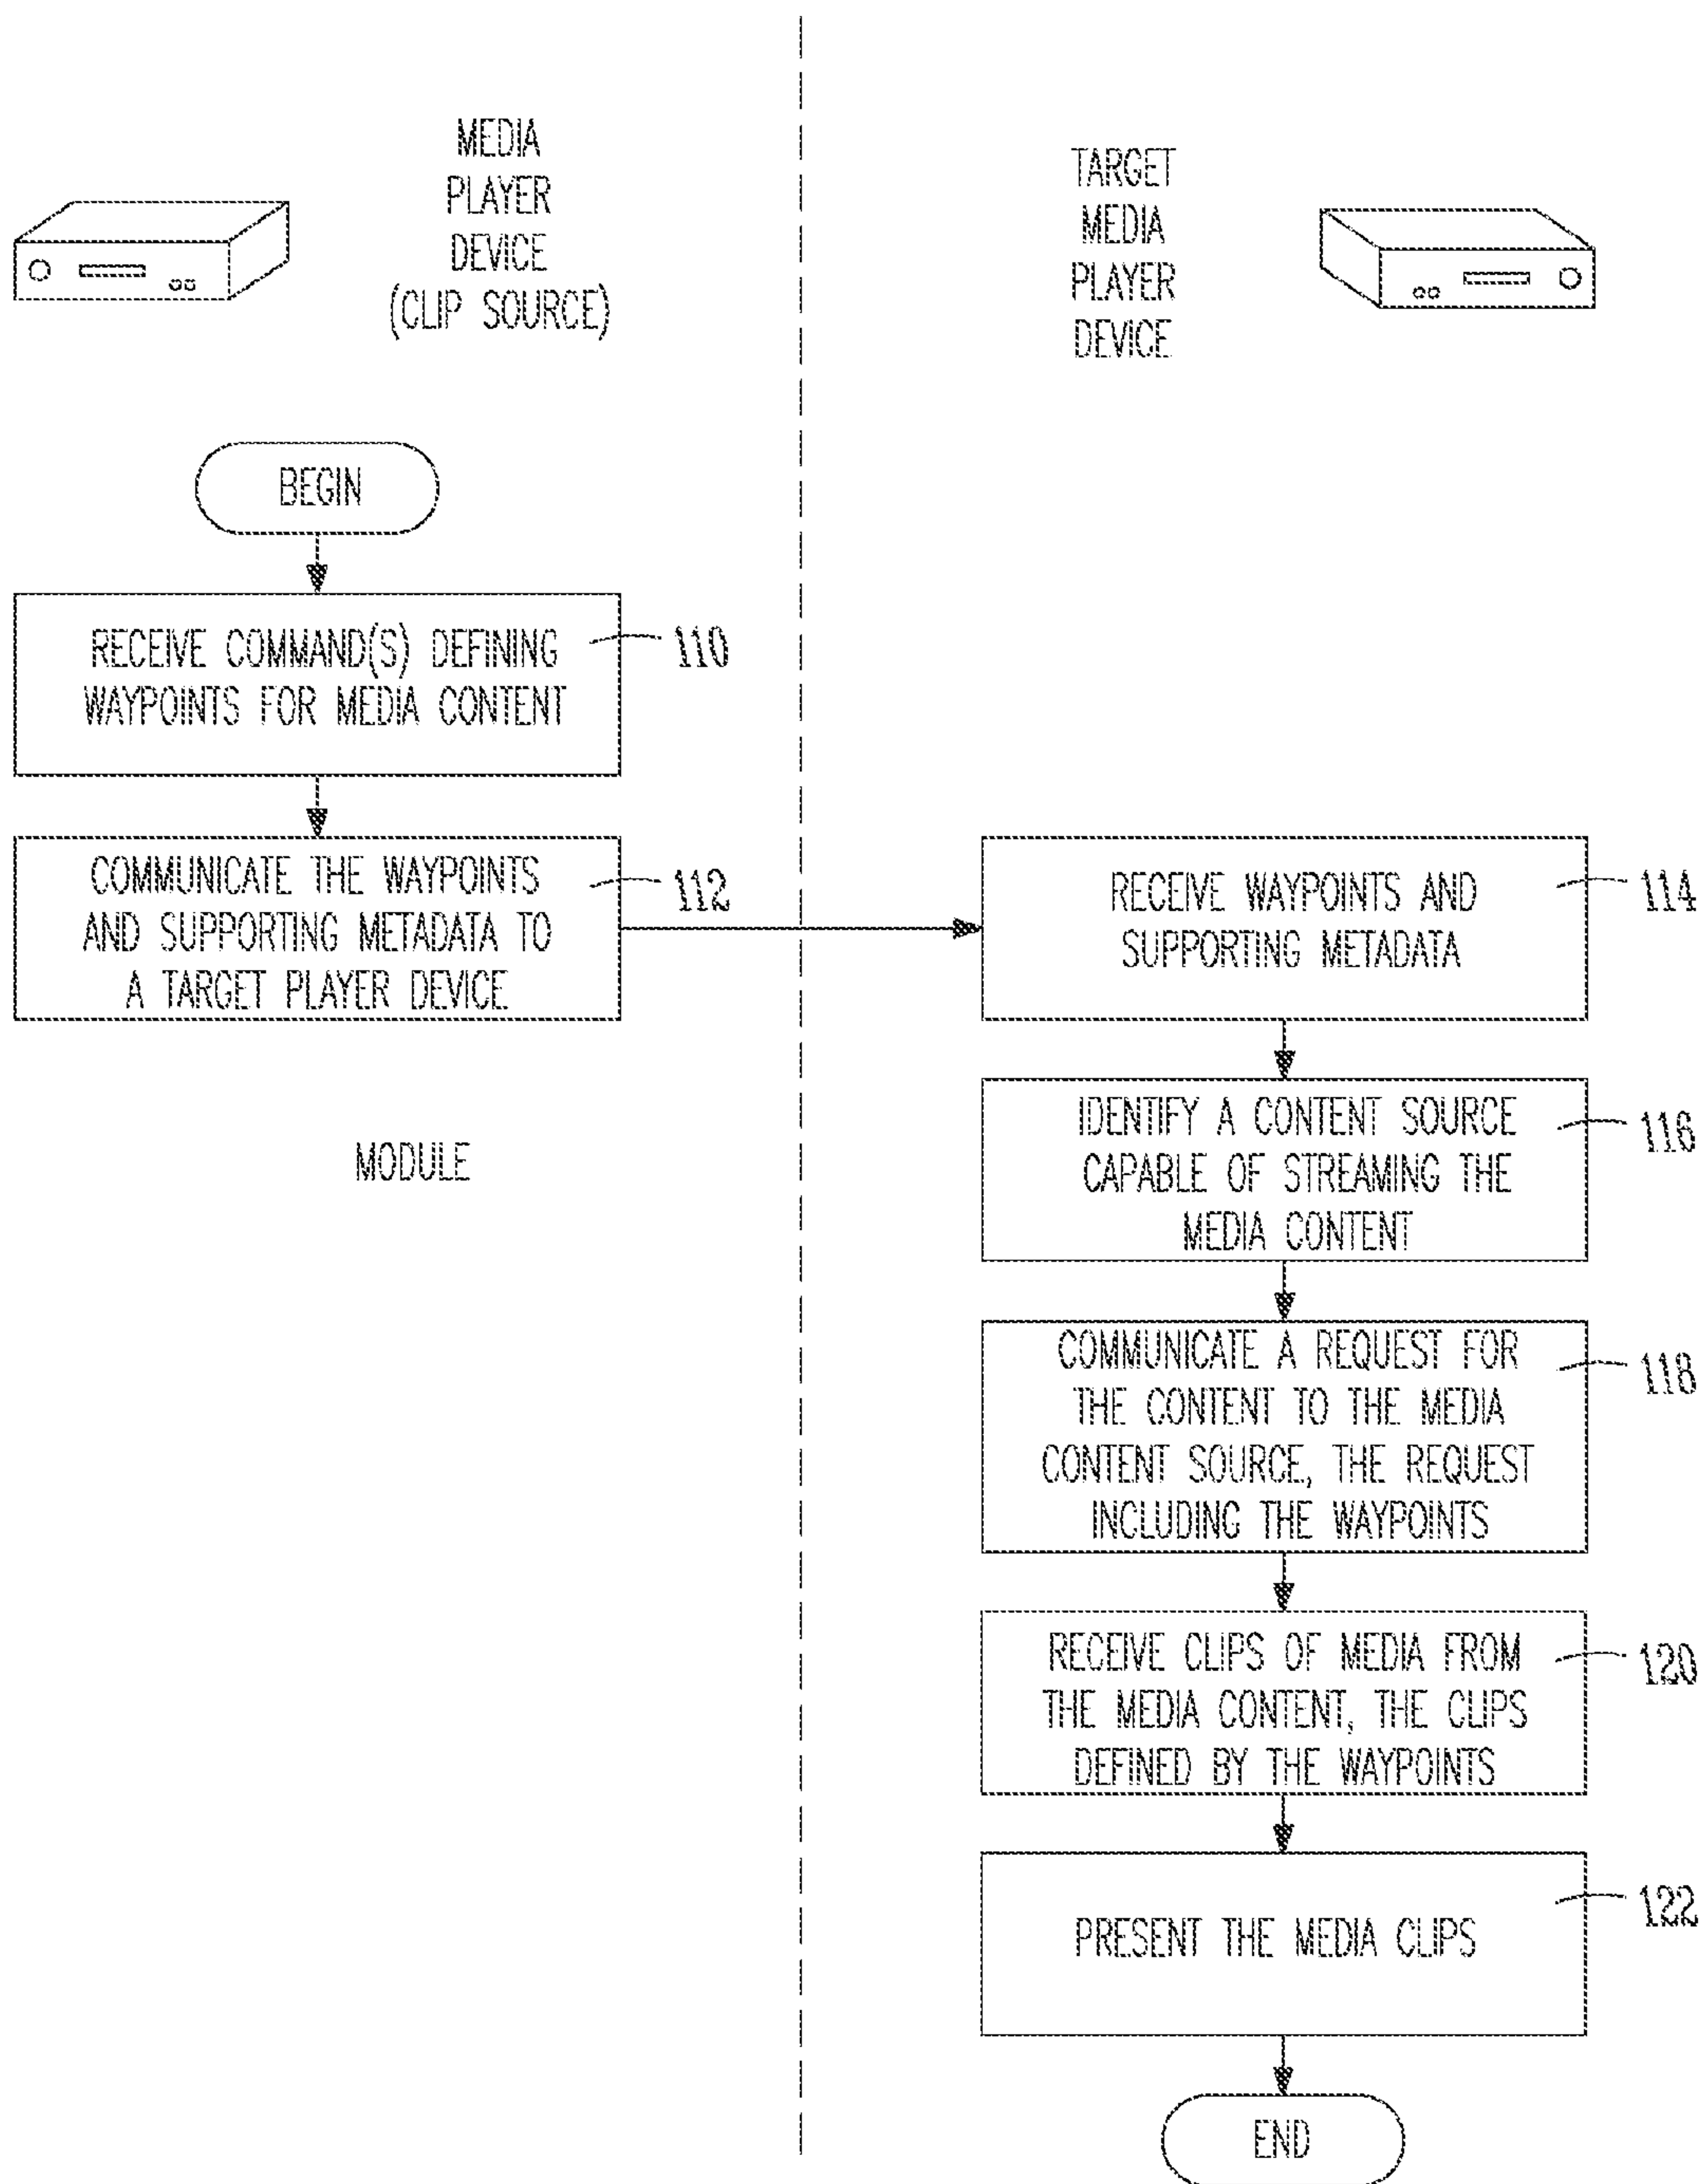 MEDIA
PLAYER
DEVICE
(CLIP SOURCE)
TARGET
MEDIA
PLAYER
DEVICE
BEGIN
RECEIVE COMMAND(S) DEFINING
WAYPOINTS FOR MEDIA CONTENT
110
COMMUNICATE THE WAYPOINTS
AND SUPPORTING METADATA TO
A TARGET PLAYER DEVICE
112
MODULE
RECEIVE WAYPOINTS AND
SUPPORTING METADATA
114
IDENTIFY A CONTENT SOURCE
CAPABLE OF STREAMING THE
MEDIA CONTENT
116
COMMUNICATE A REQUEST FOR
THE CONTENT TO THE MEDIA
CONTENT SOURCE, THE REQUEST
INCLUDING THE WAYPOINTS
118
RECEIVE CLIPS OF MEDIA FROM
THE MEDIA CONTENT, THE CLIPS
DEFINED BY THE WAYPOINTS
120
PRESENT THE MEDIA CLIPS
122
END